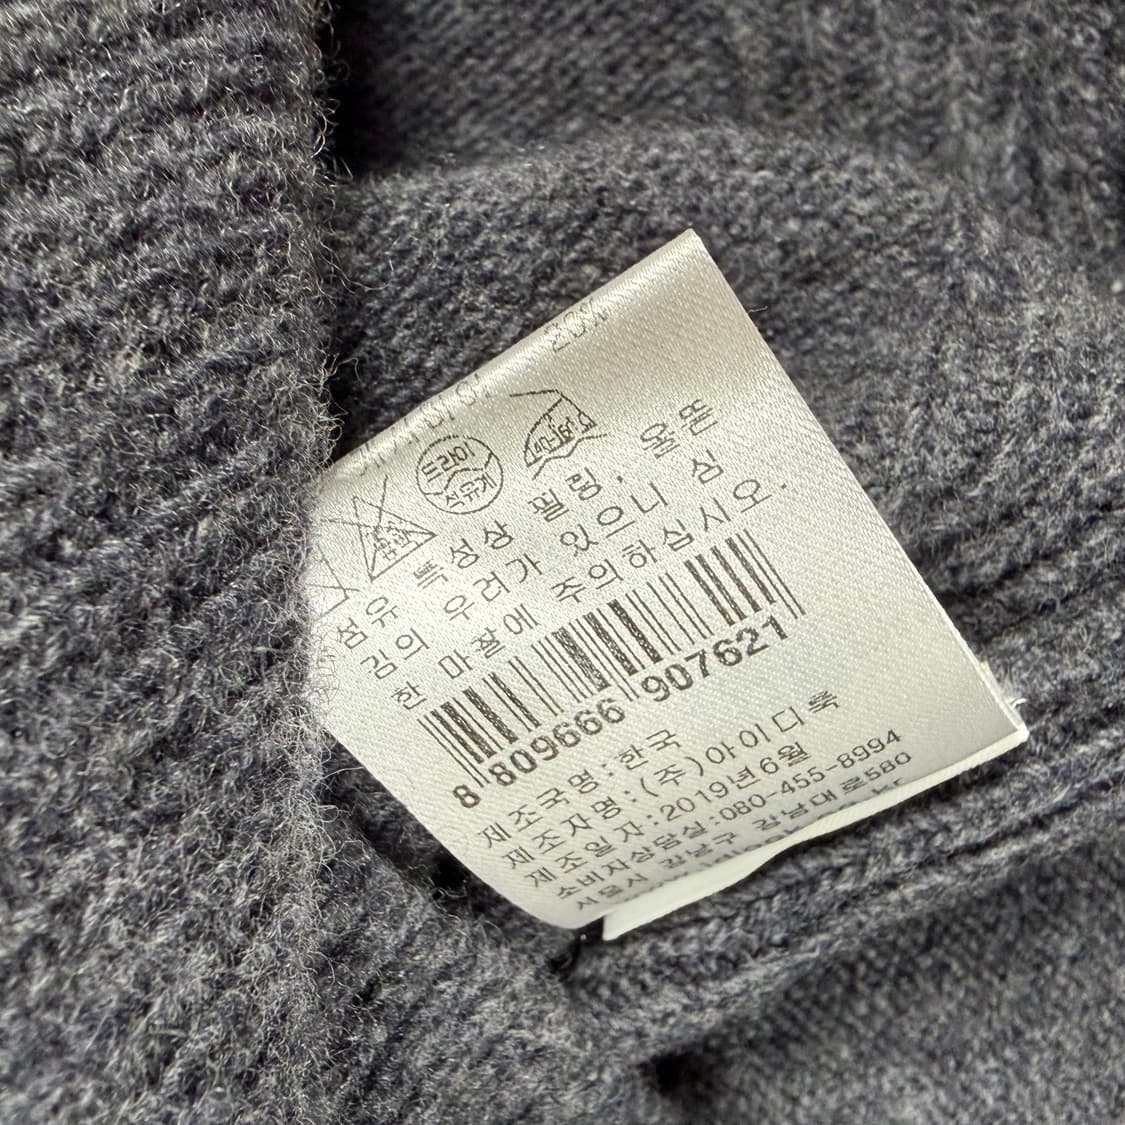 20%
드라이
석유계
섬유 특성상 필링, 올뜯
김의 우려가 있으니 심
한 마찰에 주의하십시오.
8 809666 907621
제조국명:한국
제조자명:(주)아이디룩
제조일자:2019년6월
소비자상담실:080-455-8994
서울시 강남구 강남대로580